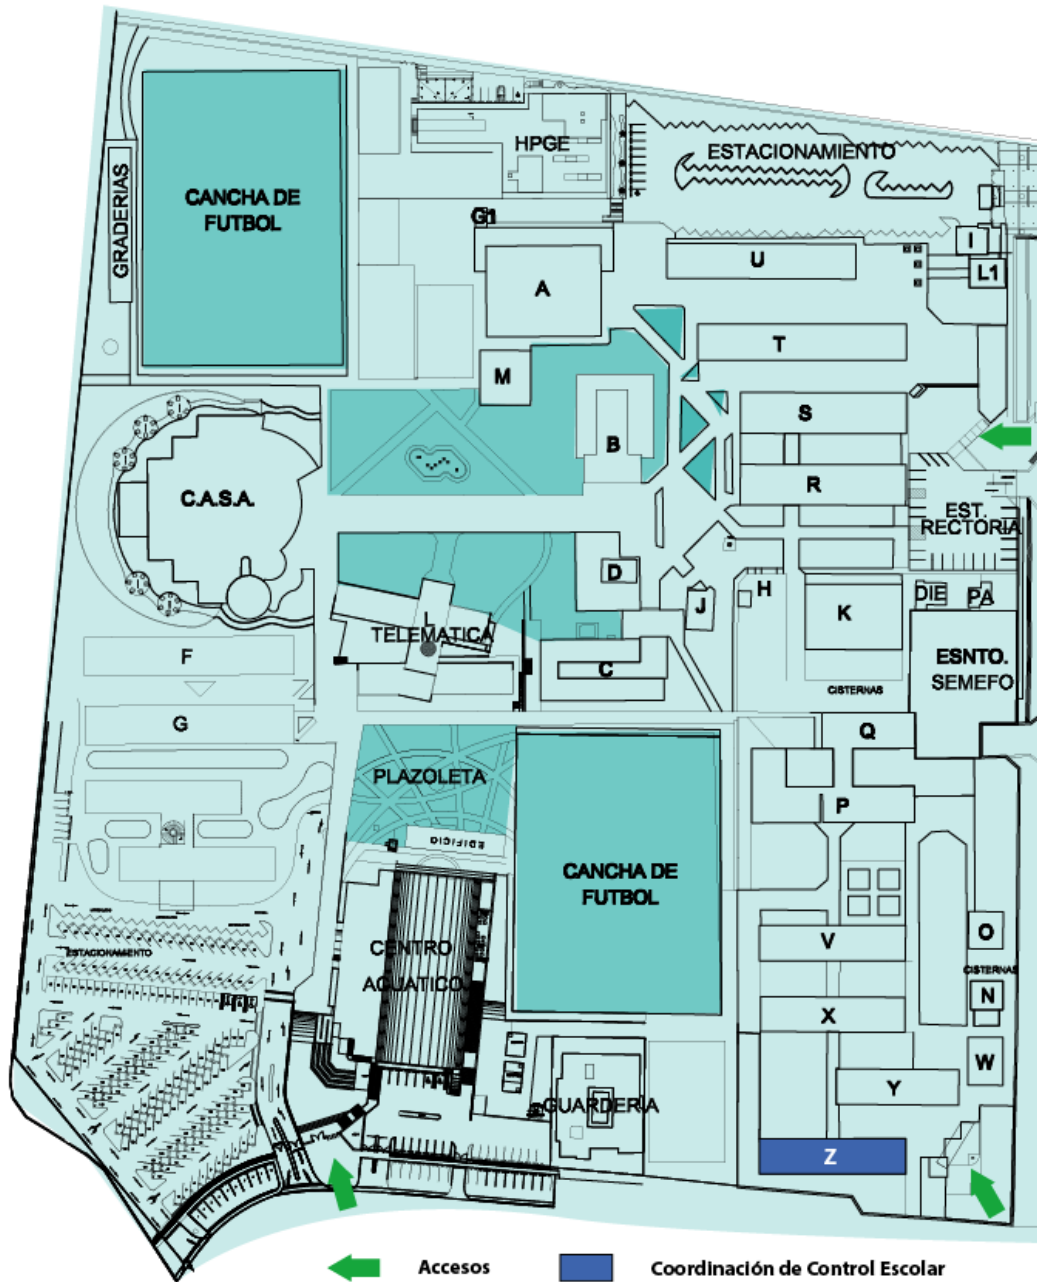 HPGE
ESTACIONAMIENTO
CANCHA DE
FUTBOL
GRADERIAS
G1
I
U
L1
A
T
M
S
B
C.A.S.A.
R
EST.
RECTORIA
D
H
DIE
PA
J
K
L
TELEMATICA
F
C
ESNTO.
SEMEFO
CISTERNAS
G
Q
PLAZOLETA
P
EDIFICIO
CANCHA DE
FUTBOL
CENTRO
ACUATICO
V
O
ESTACIONAMIENTO
CISTERNAS
N
X
W
Y
GUARDERIA
Z
Accesos
Coordinación de Control Escolar